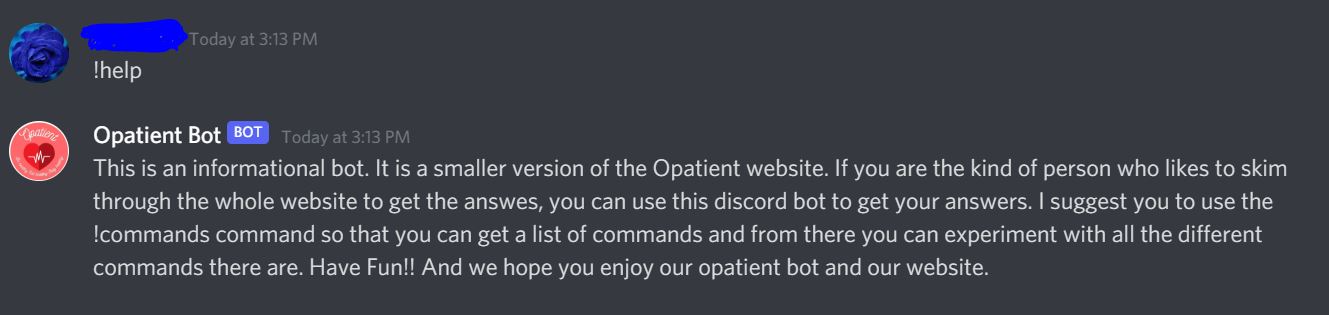 Today at 3:13 PM
!help
Opatient Bot BOT Today at 3:13 PM
Opatient
This is an informational bot. It is a smaller version of the Opatient website. If you are the kind of person who likes to skim
through the whole website to get the answes, you can use this discord bot to get your answers. I suggest you to use the
!commands command so that you can get a list of commands and from there you can experiment with all the different
commands there are. Have Fun!! And we hope you enjoy our opatient bot and our website.